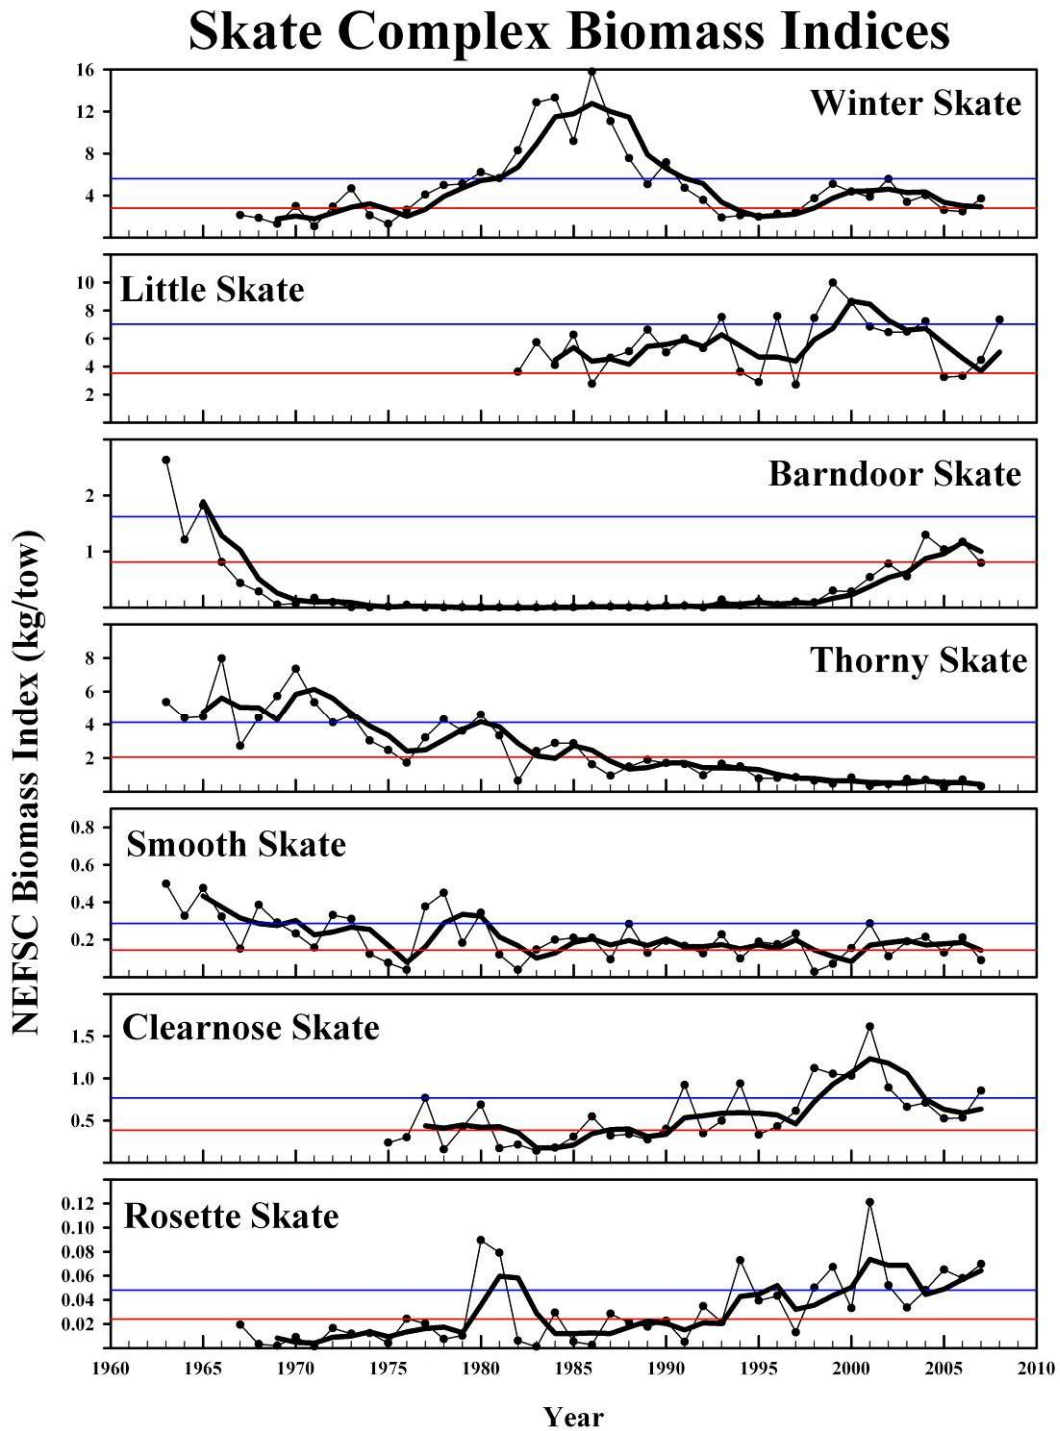 Skate Complex Biomass Indices
16
12
8
4
Winter Skate
10
8
6
4
2
Little Skate
2
1
Barndoor Skate
8
6
4
2
Thorny Skate
0.8
0.6
0.4
0.2
Smooth Skate
1.5
1.0
0.5
Clearnose Skate
0.12
0.10
0.08
0.06
0.04
0.02
Rosette Skate
NEFSC Biomass Index (kg/tow)
1960 1965 1970 1975 1980 1985 1990 1995 2000 2005 2010
Year